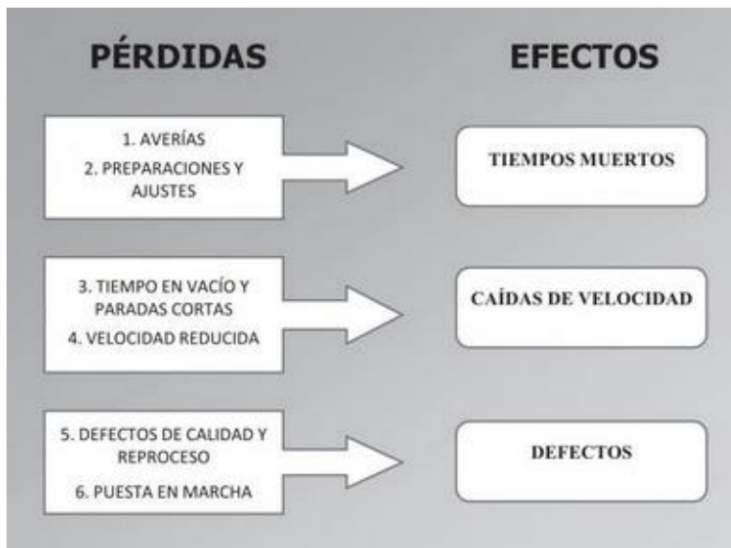 PÉRDIDAS
EFECTOS
1. AVERÍAS
2. PREPARACIONES Y
AJUSTES
TIEMPOS MUERTOS
3. TIEMPO EN VACÍO Y
PARADAS CORTAS
4. VELOCIDAD REDUCIDA
CAÍDAS DE VELOCIDAD
5. DEFECTOS DE CALIDAD Y
REPROCESO
6. PUESTA EN MARCHA
DEFECTOS